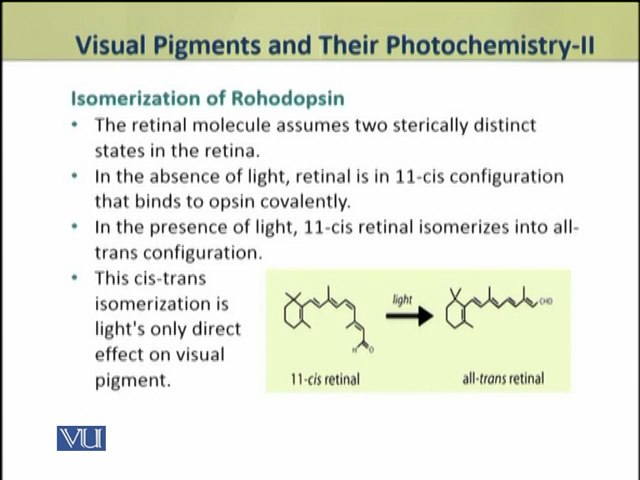 Visual Pigments and Their Photochemistry-II
Isomerization of Rohodopsin
• The retinal molecule assumes two sterically distinct
states in the retina.
• In the absence of light, retinal is in 11-cis configuration
that binds to opsin covalently.
• In the presence of light, 11-cis retinal isomerizes into all-
trans configuration.
• This cis-trans
isomerization is
light's only direct
effect on visual
pigment.
light
CHO
H O
11-cis retinal
all-trans retinal
VU